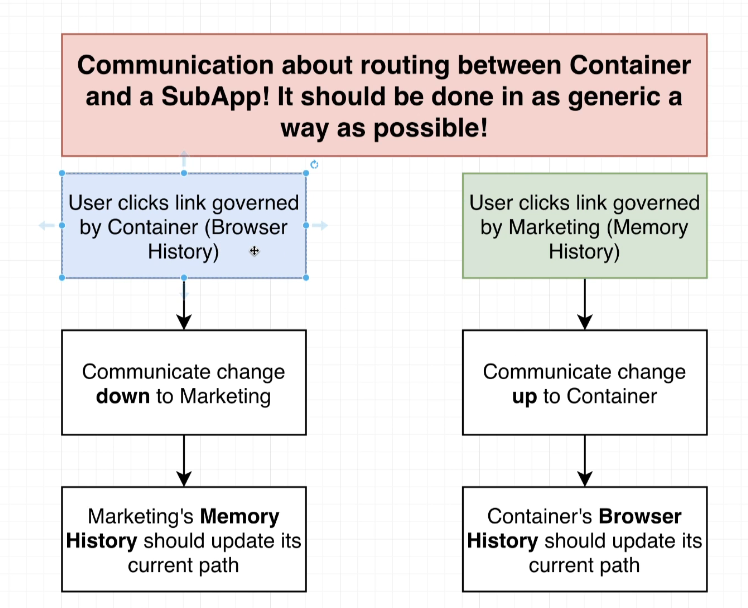 Communication about routing between Container
and a SubApp! It should be done in as generic a
way as possible!
User clicks link governed
by Container (Browser
History)
Communicate change
down to Marketing
Marketing's Memory
History should update its
current path
User clicks link governed
by Marketing (Memory
History)
Communicate change
up to Container
Container's Browser
History should update its
current path